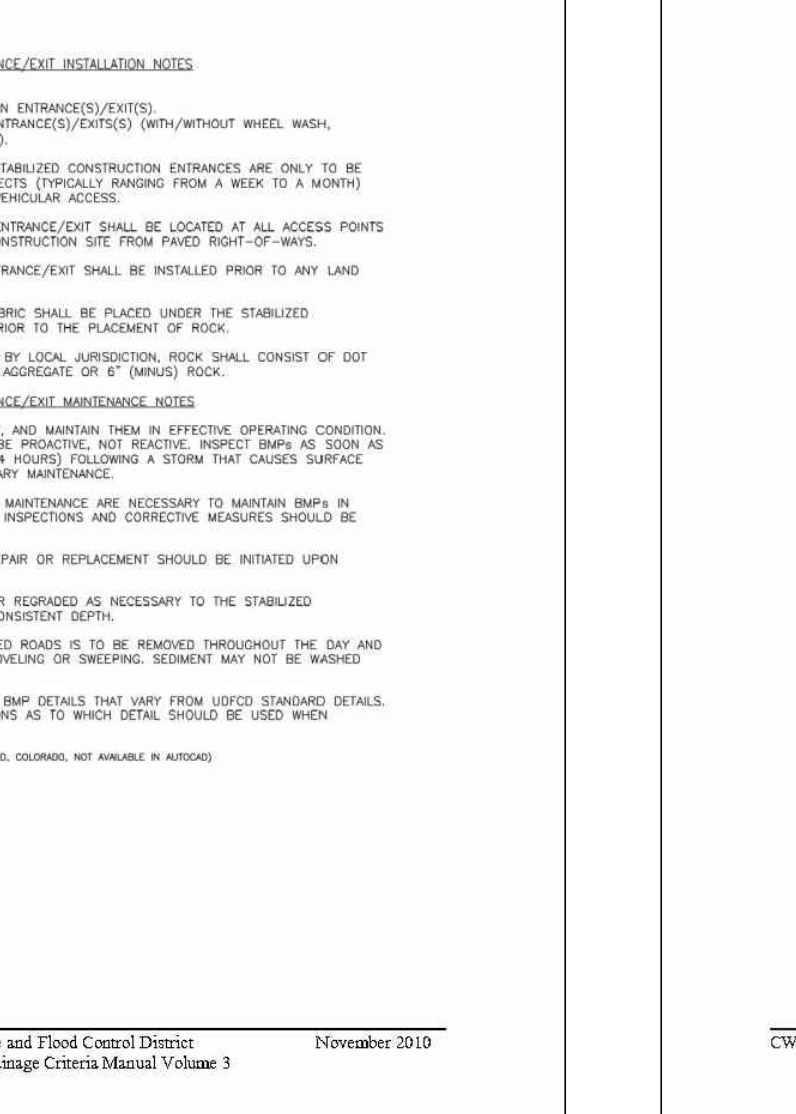 NCE/EXIT INSTALLATION NOTES
N ENTRANCE(S)/EXIT(S).
NTRANCE(S)/EXITS(S) (WITH/WITHOUT WHEEL WASH,
).
TABILIZED CONSTRUCTION ENTRANCES ARE ONLY TO BE
ECTS (TYPICALLY RANGING FROM A WEEK TO A MONTH)
VEHICULAR ACCESS.
ENTRANCE/EXIT SHALL BE LOCATED AT ALL ACCESS POINTS
ONSTRUCTION SITE FROM PAVED RIGHT-OF-WAYS.
TRANCE/EXIT SHALL BE INSTALLED PRIOR TO ANY LAND
BRIC SHALL BE PLACED UNDER THE STABILIZED
RIOR TO THE PLACEMENT OF ROCK.
BY LOCAL JURISDICTION, ROCK SHALL CONSIST OF DOT
AGGREGATE OR 6" (MINUS) ROCK.
NCE/EXIT MAINTENANCE NOTES
, AND MAINTAIN THEM IN EFFECTIVE OPERATING CONDITION.
BE PROACTIVE, NOT REACTIVE. INSPECT BMPs AS SOON AS
4 HOURS) FOLLOWING A STORM THAT CAUSES SURFACE
ARY MAINTENANCE.
MAINTENANCE ARE NECESSARY TO MAINTAIN BMPs IN
INSPECTIONS AND CORRECTIVE MEASURES SHOULD BE
EPAIR OR REPLACEMENT SHOULD BE INITIATED UPON
R REGRADED AS NECESSARY TO THE STABILIZED
ONSISTENT DEPTH.
ED ROADS IS TO BE REMOVED THROUGHOUT THE DAY AND
OVELING OR SWEEPING. SEDIMENT MAY NOT BE WASHED
BMP DETAILS THAT VARY FROM UDFCD STANDARD DETAILS.
ONS AS TO WHICH DETAIL SHOULD BE USED WHEN
D, COLORADO, NOT AVAILABLE IN AUTOCAD)
e and Flood Control District November 2010
inage Criteria Manual Volume 3
CW